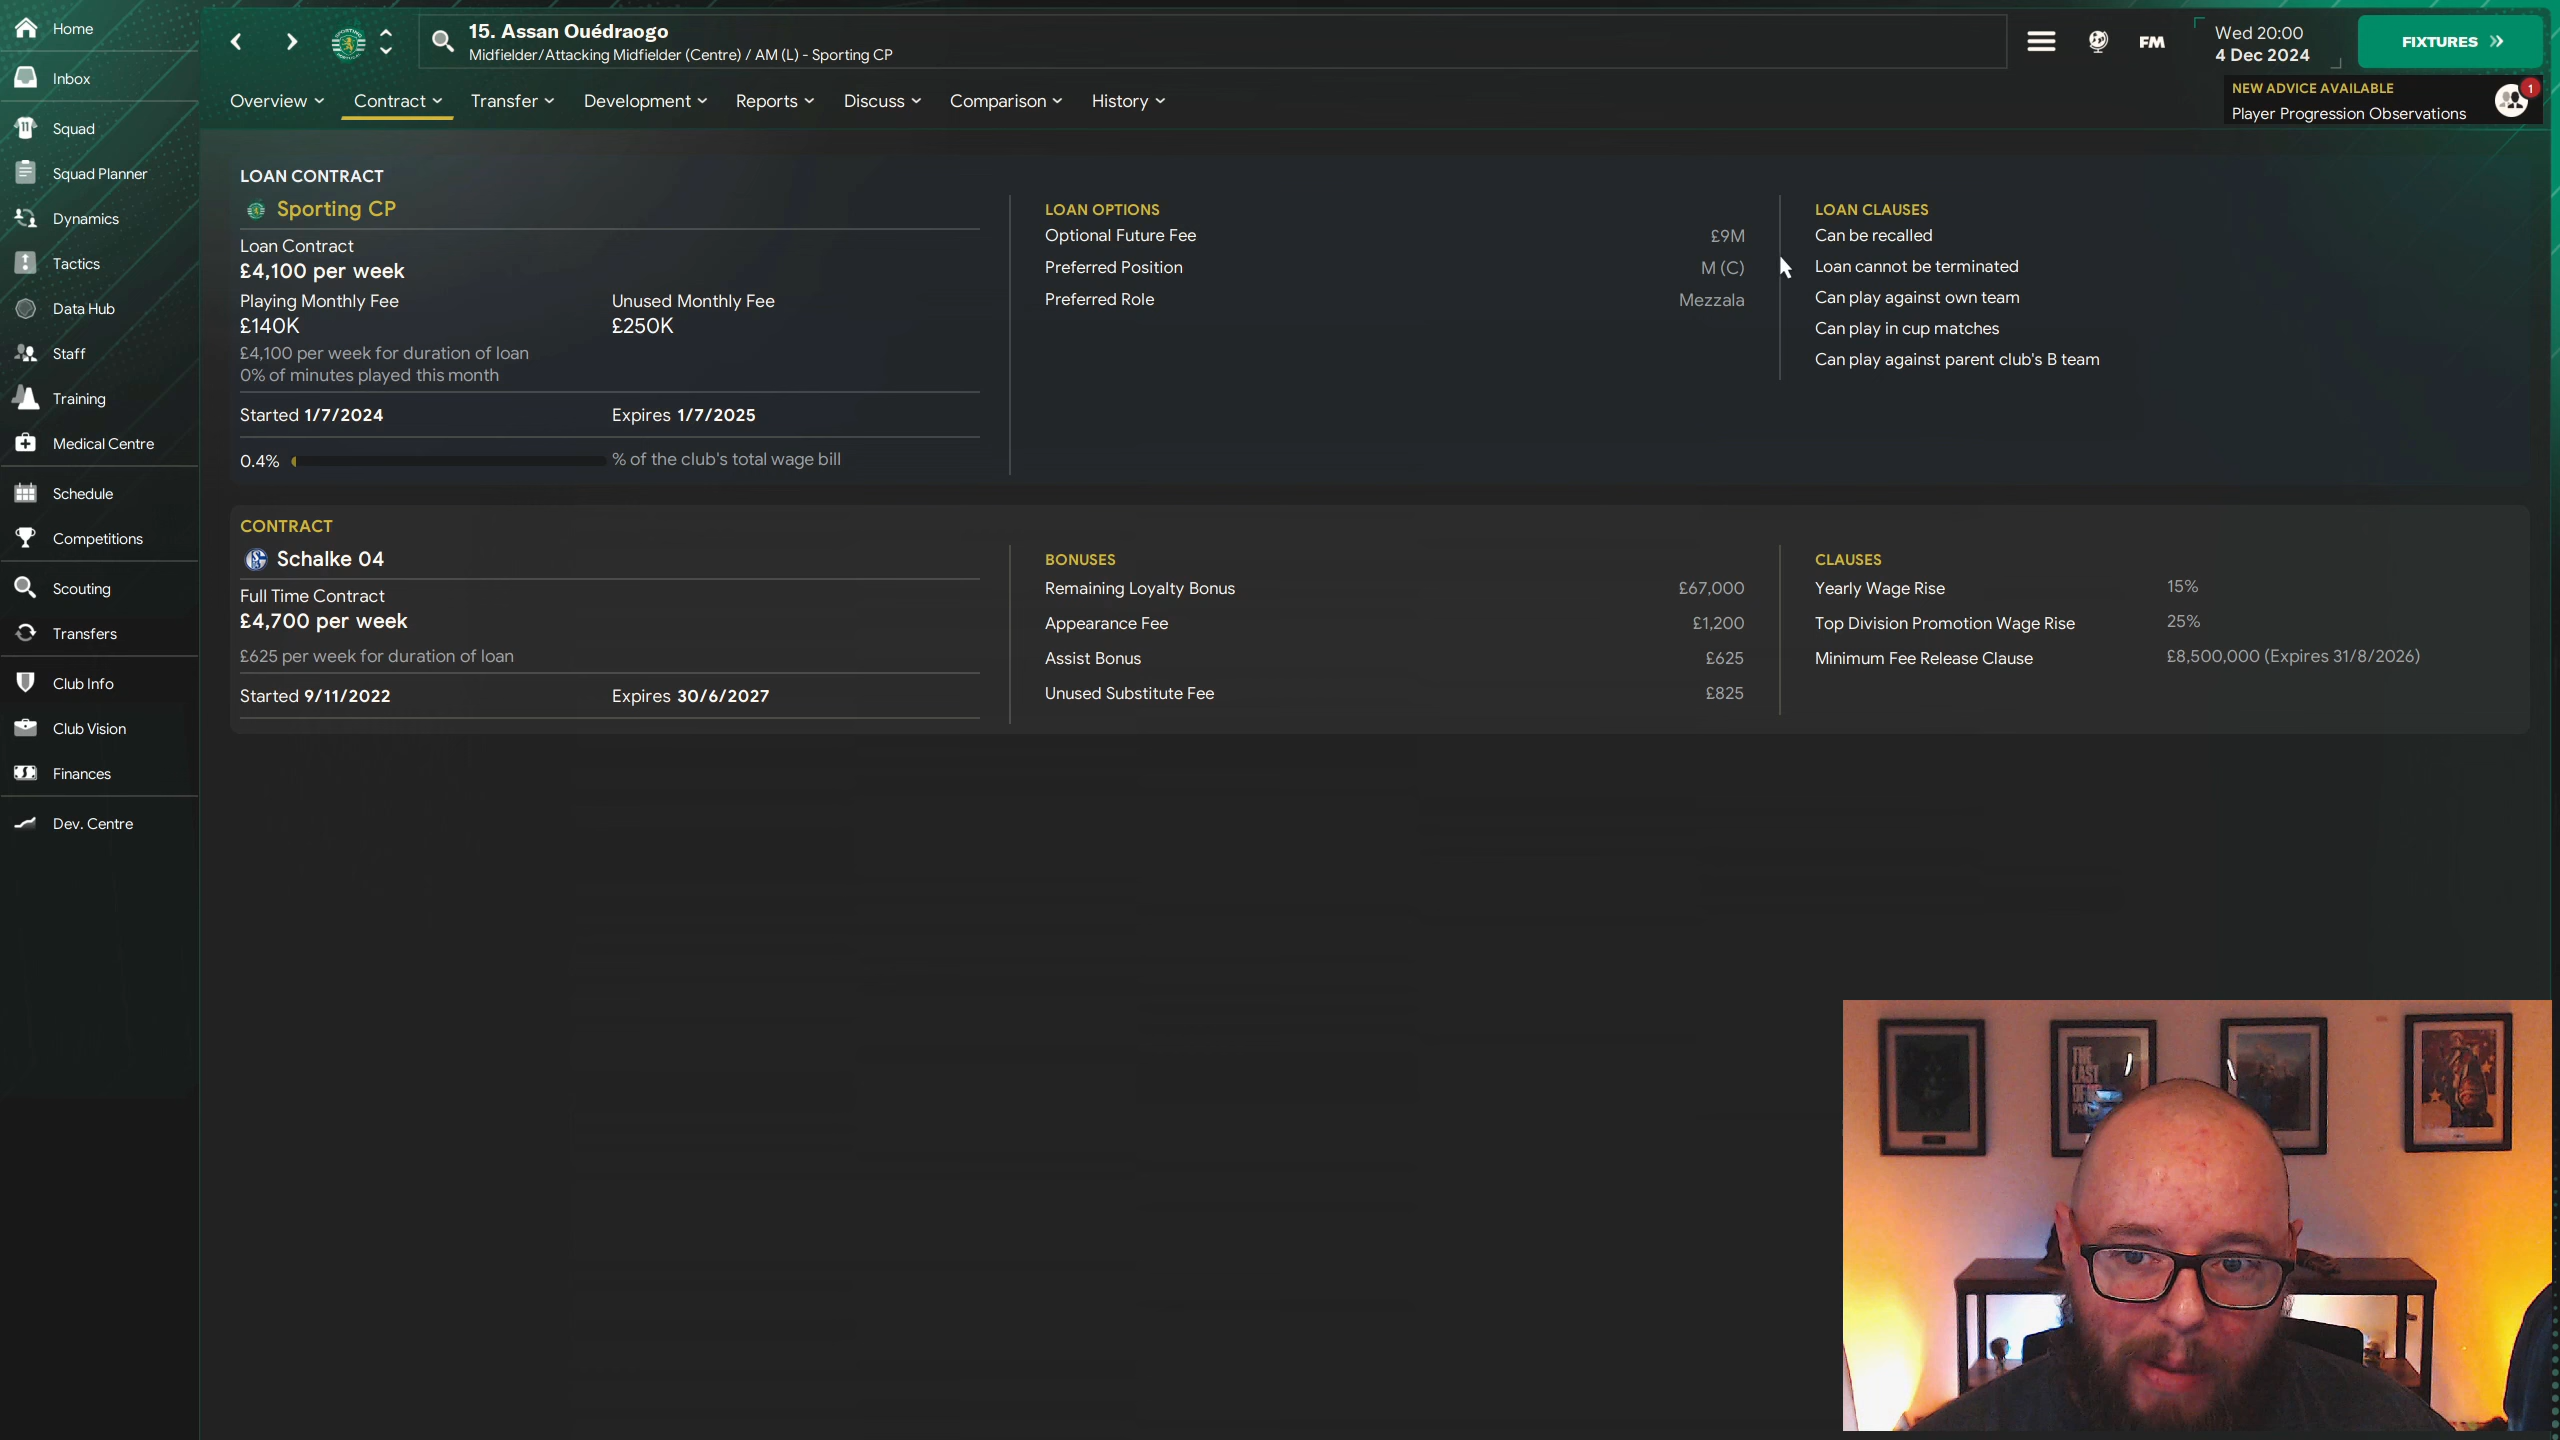 Home
Inbox
Squad
Squad Planner
Dynamics
Tactics
Data Hub
Staff
Training
Medical Centre
Schedule
Competitions
Scouting
Transfers
Club Info
Club Vision
Finances
Dev. Centre
15. Assan Ouédraogo
Midfielder/Attacking Midfielder (Centre) / AM (L) - Sporting CP
FM
Wed 20:00
4 Dec 2024
FIXTURES
Overview
Contract
Transfer
Development
Reports
Discuss
Comparison
History
NEW ADVICE AVAILABLE
Player Progression Observations
1
LOAN CONTRACT
Sporting CP
Loan Contract
£4,100 per week
Playing Monthly Fee
Unused Monthly Fee
£140K
£250K
£4,100 per week for duration of loan
0% of minutes played this month
Started 1/7/2024
Expires 1/7/2025
0.4%
% of the club's total wage bill
LOAN OPTIONS
Optional Future Fee £9M
Preferred Position M (C)
Preferred Role Mezzala
LOAN CLAUSES
Can be recalled
Loan cannot be terminated
Can play against own team
Can play in cup matches
Can play against parent club's B team
CONTRACT
Schalke 04
Full Time Contract
£4,700 per week
£625 per week for duration of loan
Started 9/11/2022
Expires 30/6/2027
BONUSES
Remaining Loyalty Bonus £67,000
Appearance Fee £1,200
Assist Bonus £625
Unused Substitute Fee £825
CLAUSES
Yearly Wage Rise 15%
Top Division Promotion Wage Rise 25%
Minimum Fee Release Clause £8,500,000 (Expires 31/8/2026)
THE
LAST
OF